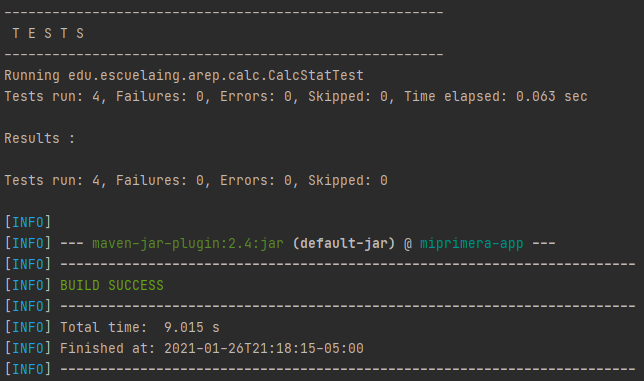 -------------------------------------------------------
 T E S T S
-------------------------------------------------------
Running edu.escuelaing.arep.calc.CalcStatTest
Tests run: 4, Failures: 0, Errors: 0, Skipped: 0, Time elapsed: 0.063 sec

Results :

Tests run: 4, Failures: 0, Errors: 0, Skipped: 0

[INFO]
[INFO] --- maven-jar-plugin:2.4:jar (default-jar) @ miprimera-app ---
[INFO] ------------------------------------------------------------------------
[INFO] BUILD SUCCESS
[INFO] ------------------------------------------------------------------------
[INFO] Total time:  9.015 s
[INFO] Finished at: 2021-01-26T21:18:15-05:00
[INFO] ------------------------------------------------------------------------